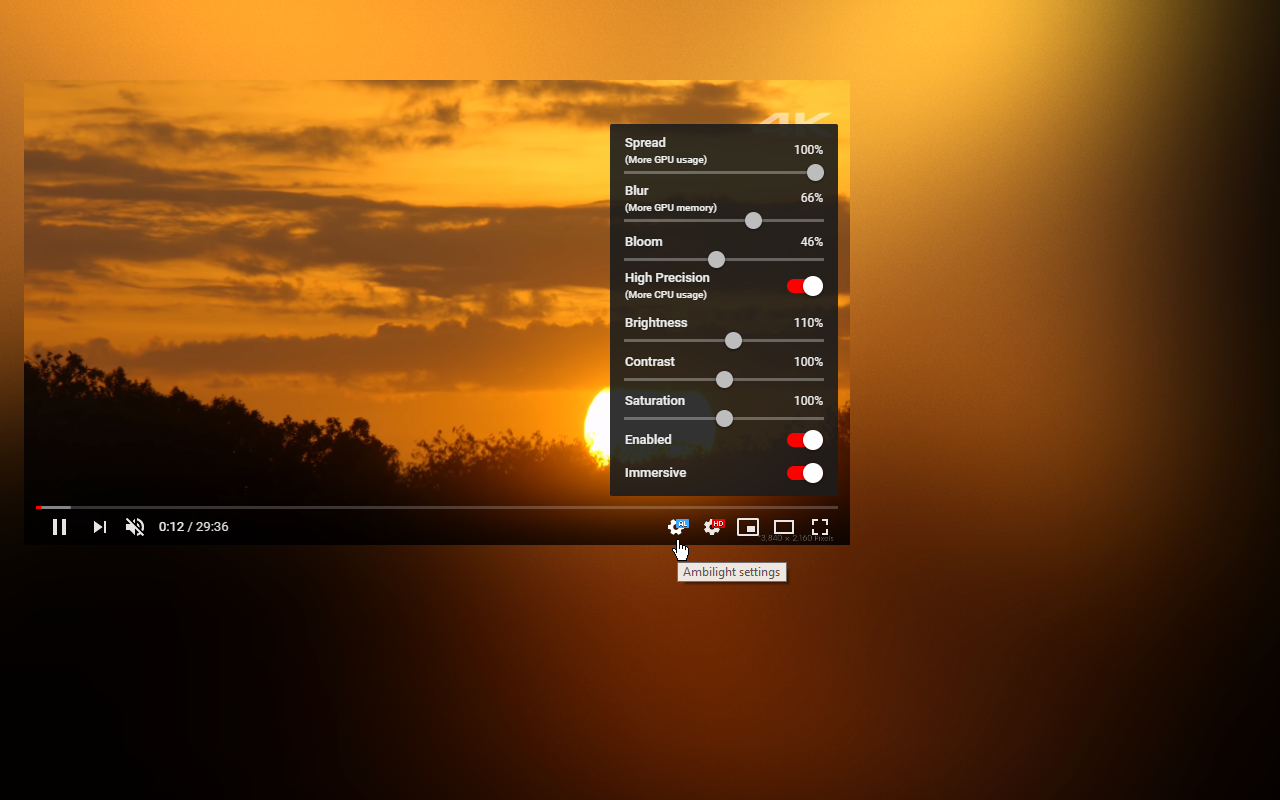 4K
Spread
(More GPU usage)
100%
Blur
(More GPU memory)
66%
Bloom
46%
High Precision
(More CPU usage)
Brightness
110%
Contrast
100%
Saturation
100%
Enabled
Immersive
0:12 / 29:36
AL
HD
3,840 × 2,160 Pixels
Ambilight settings